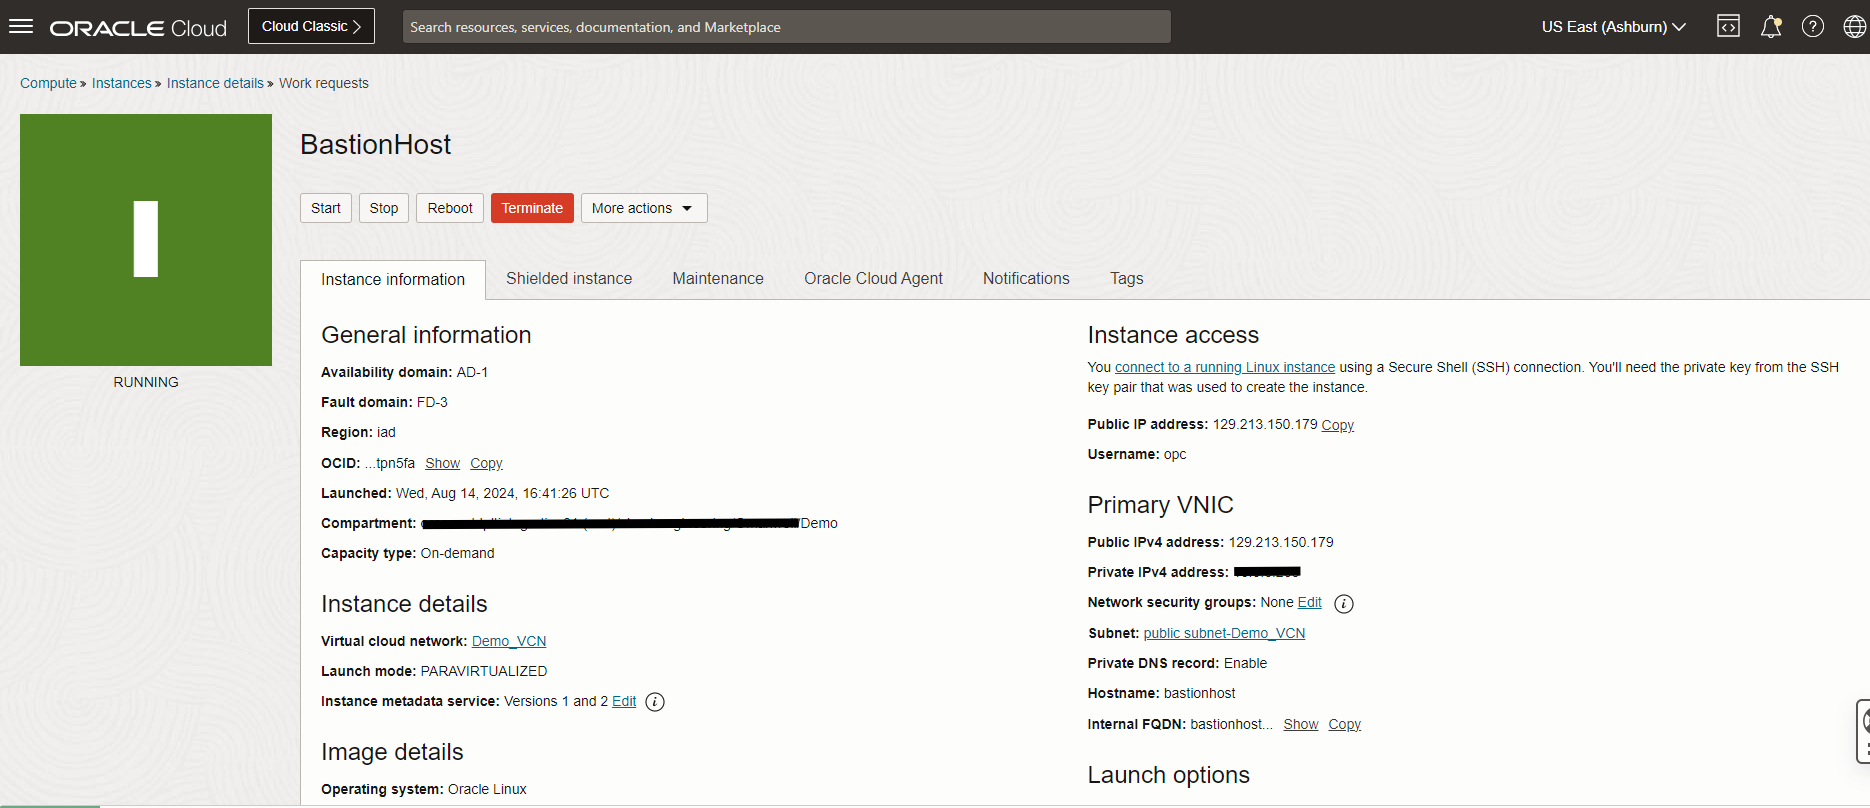 ORACLE Cloud
Cloud Classic
Search resources, services, documentation, and Marketplace
US East (Ashburn)
Compute » Instances » Instance details » Work requests
BastionHost
Start
Stop
Reboot
Terminate
More actions
RUNNING
Instance information
Shielded instance
Maintenance
Oracle Cloud Agent
Notifications
Tags
General information
Availability domain: AD-1
Fault domain: FD-3
Region: iad
OCID: ...tpn5fa Show Copy
Launched: Wed, Aug 14, 2024, 16:41:26 UTC
Compartment: /Demo
Capacity type: On-demand
Instance details
Virtual cloud network: Demo_VCN
Launch mode: PARAVIRTUALIZED
Instance metadata service: Versions 1 and 2 Edit
Image details
Operating system: Oracle Linux
Instance access
You connect to a running Linux instance using a Secure Shell (SSH) connection. You'll need the private key from the SSH
key pair that was used to create the instance.
Public IP address: 129.213.150.179 Copy
Username: opc
Primary VNIC
Public IPv4 address: 129.213.150.179
Private IPv4 address:
Network security groups: None Edit
Subnet: public subnet-Demo_VCN
Private DNS record: Enable
Hostname: bastionhost
Internal FQDN: bastionhost... Show Copy
Launch options